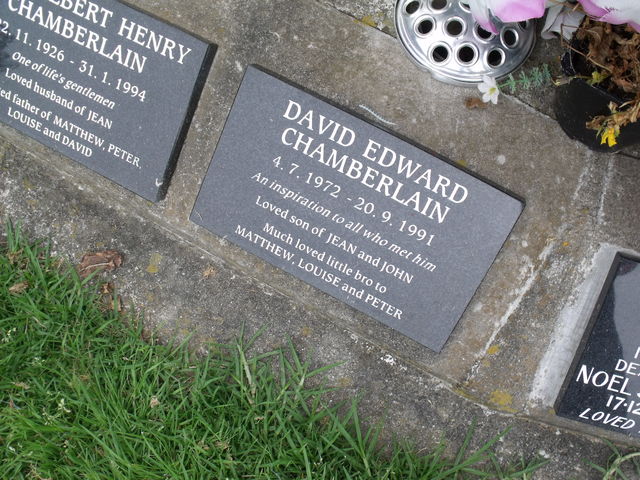 CHAMBERLAIN
.11.1926 - 31.1.1994
One of life's gentlemen
Loved husband of JEAN
father of MATTHEW, PETER,
LOUISE and DAVID
DAVID EDWARD
CHAMBERLAIN
4.7.1972 - 20.9.1991
An inspiration to all who met him
Loved son of JEAN and JOHN
Much loved little bro to
MATTHEW, LOUISE and PETER
NOEL
17.12
LOVED